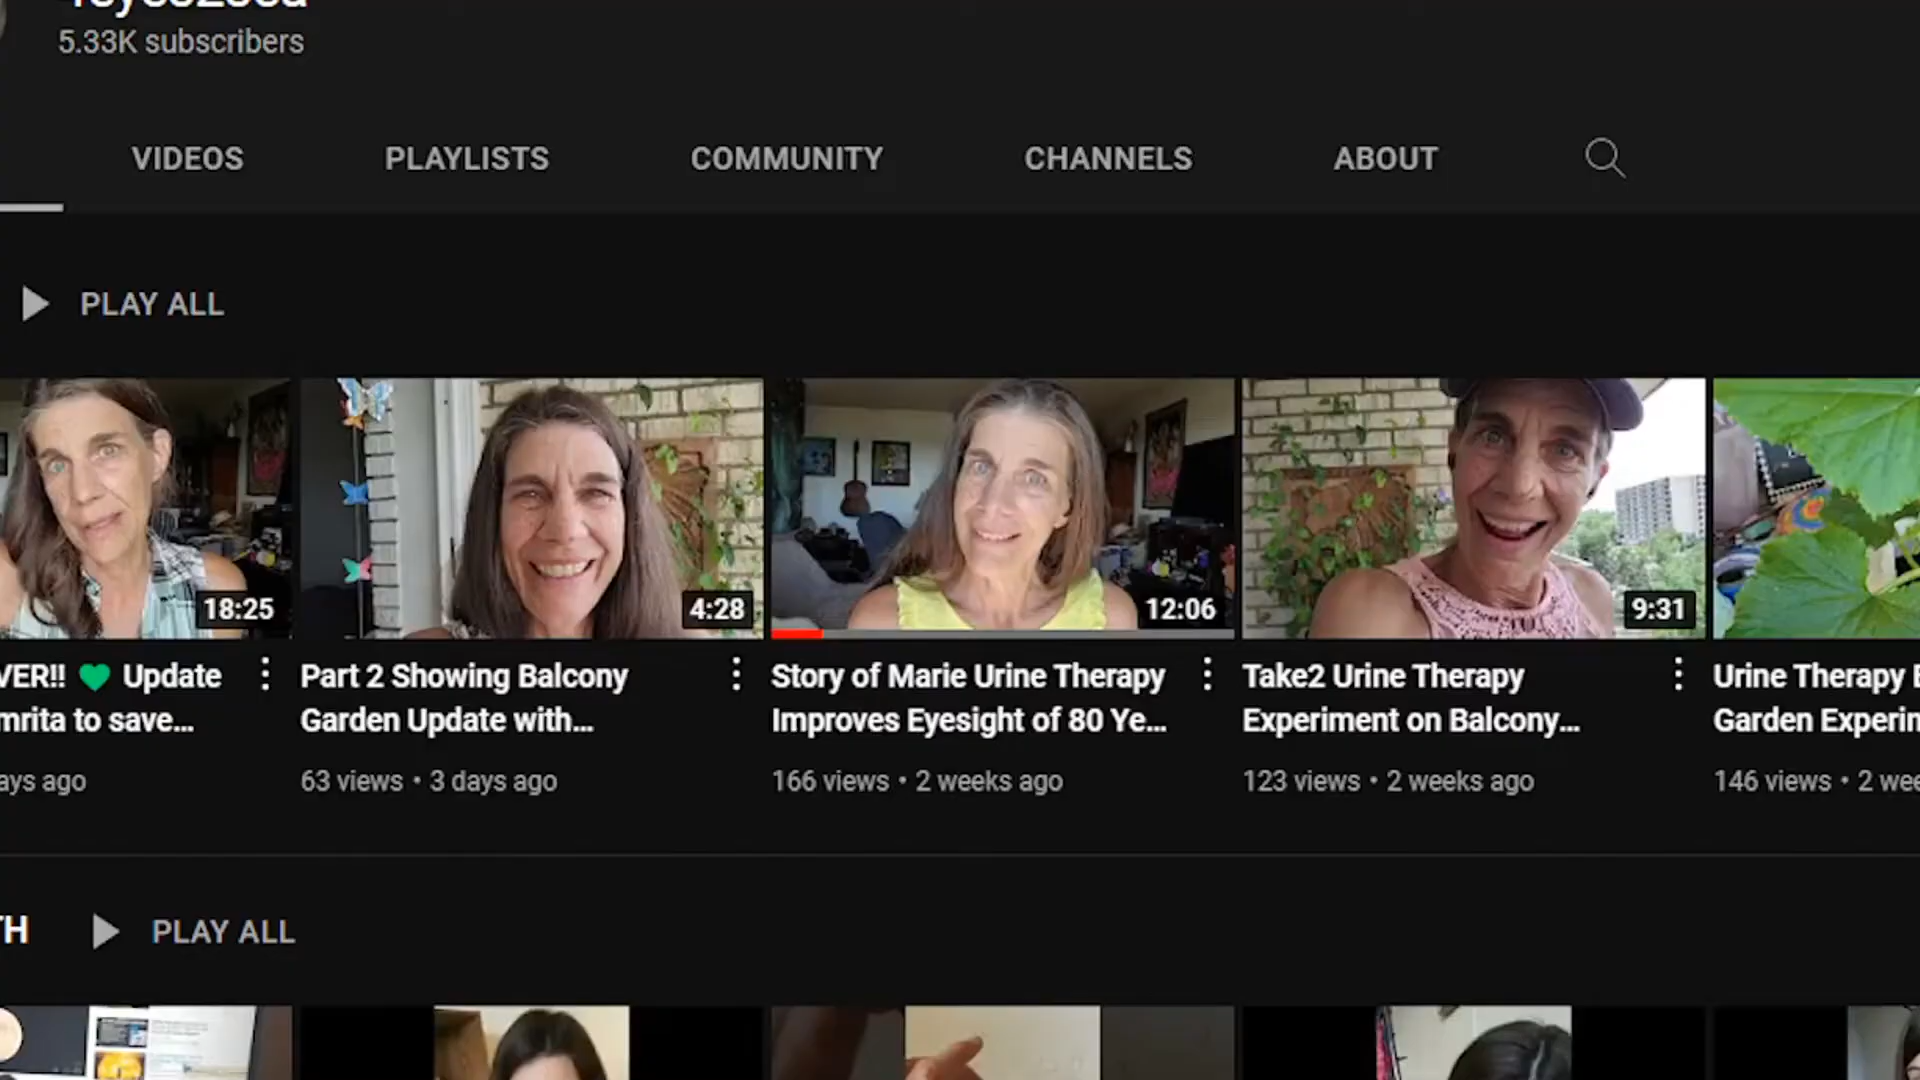 5.33K subscribers
VIDEOS PLAYLISTS COMMUNITY CHANNELS ABOUT
PLAY ALL
18:25 4:28 12:06 9:31
VER!! 💚 Update
mrita to save...
ays ago
Part 2 Showing Balcony
Garden Update with...
63 views • 3 days ago
Story of Marie Urine Therapy
Improves Eyesight of 80 Ye...
166 views • 2 weeks ago
Take2 Urine Therapy
Experiment on Balcony...
123 views • 2 weeks ago
Urine Therapy
Garden Experin
146 views • 2 wee
TH PLAY ALL